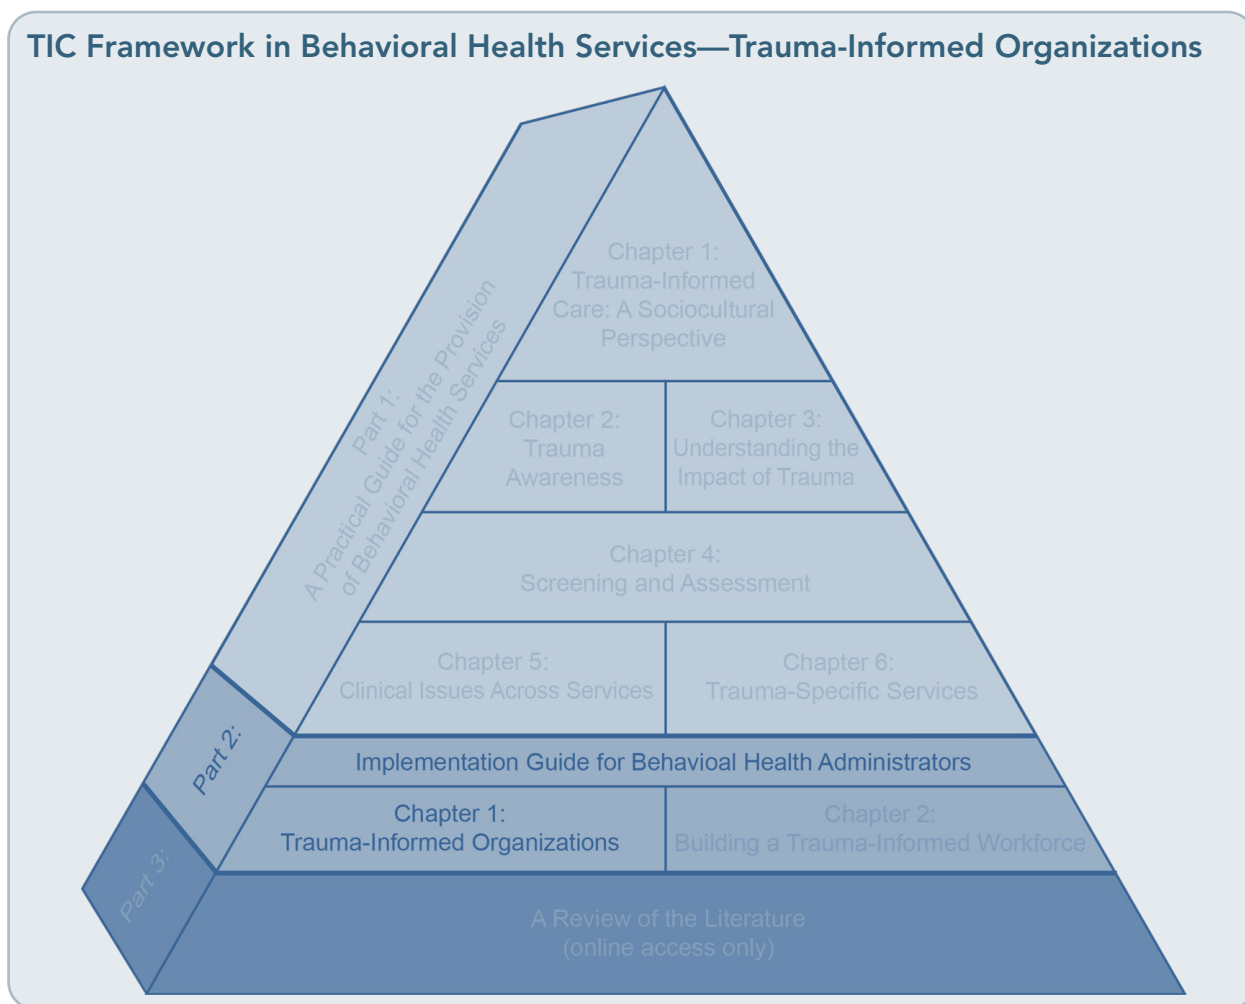 TIC Framework in Behavioral Health Services—Trauma-Informed Organizations
Part 1:
A Practical Guide for the Provision
of Behavioral Health Services
Chapter 1:
Trauma-Informed
Care: A Sociocultural
Perspective
Chapter 2:
Trauma
Awareness
Chapter 3:
Understanding the
Impact of Trauma
Chapter 4:
Screening and Assessment
Chapter 5:
Clinical Issues Across Services
Chapter 6:
Trauma-Specific Services
Part 2:
Implementation Guide for Behavioal Health Administrators
Chapter 1:
Trauma-Informed Organizations
Chapter 2:
Building a Trauma-Informed Workforce
Part 3:
A Review of the Literature
(online access only)